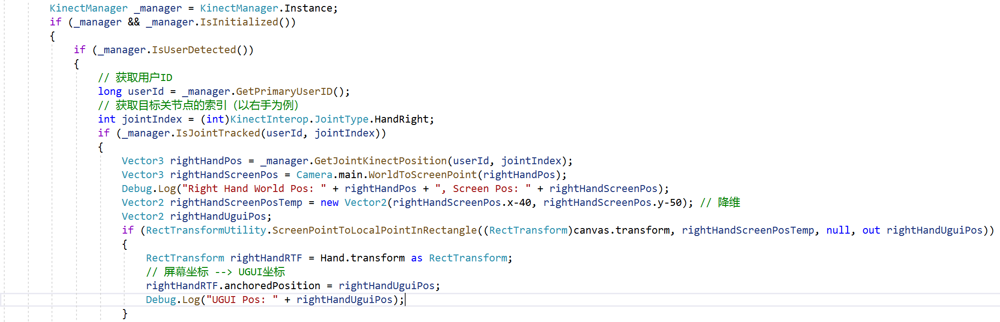 KinectManager _manager = KinectManager.Instance;
if (_manager && _manager.IsInitialized())
{
if (_manager.IsUserDetected())
{
// 获取用户ID
long userId = _manager.GetPrimaryUserID();
// 获取目标关节点的索引（以右手为例）
int jointIndex = (int)KinectInterop.JointType.HandRight;
if (_manager.IsJointTracked(userId, jointIndex))
{
Vector3 rightHandPos = _manager.GetJointKinectPosition(userId, jointIndex);
Vector3 rightHandScreenPos = Camera.main.WorldToScreenPoint(rightHandPos);
Debug.Log("Right Hand World Pos: " + rightHandPos + ", Screen Pos: " + rightHandScreenPos);
Vector2 rightHandScreenPosTemp = new Vector2(rightHandScreenPos.x-40, rightHandScreenPos.y-50); // 降维
Vector2 rightHandUguiPos;
if (RectTransformUtility.ScreenPointToLocalPointInRectangle((RectTransform)canvas.transform, rightHandScreenPosTemp, null, out rightHandUguiPos))
{
RectTransform rightHandRTF = Hand.transform as RectTransform;
// 屏幕坐标 --> UGUI坐标
rightHandRTF.anchoredPosition = rightHandUguiPos;
Debug.Log("UGUI Pos: " + rightHandUguiPos);
}